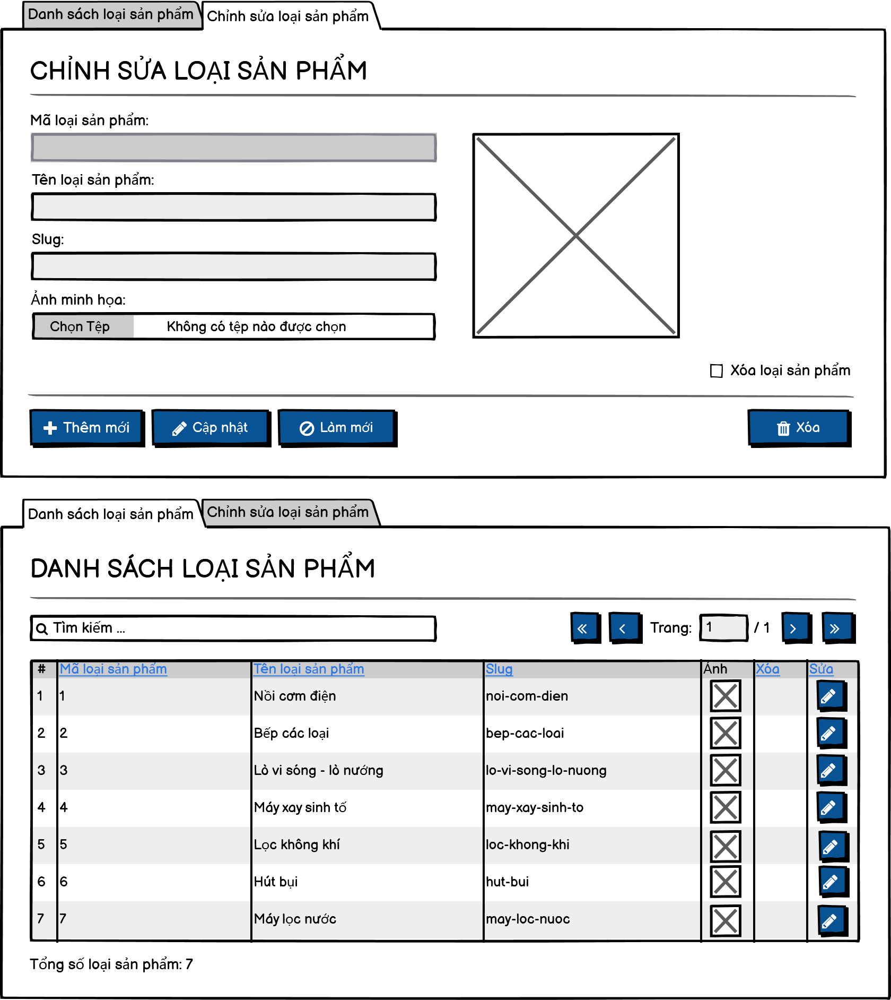 Danh sách loại sản phẩm Chỉnh sửa loại sản phẩm
CHỈNH SỬA LOẠI SẢN PHẨM
Mã loại sản phẩm:
Tên loại sản phẩm:
Slug:
Ảnh minh họa:
Chọn Tệp Không có tệp nào được chọn
Xóa loại sản phẩm
Thêm mới Cập nhật Làm mới Xóa
Danh sách loại sản phẩm Chỉnh sửa loại sản phẩm
DANH SÁCH LOẠI SẢN PHẨM
Tìm kiếm ... « ‹ Trang: 1 / 1 › »
# Mã loại sản phẩm Tên loại sản phẩm Slug Ảnh Xóa Sửa
1 1 Nồi cơm điện noi-com-dien
2 2 Bếp các loại bep-cac-loai
3 3 Lò vi sóng - lò nướng lo-vi-song-lo-nuong
4 4 Máy xay sinh tố may-xay-sinh-to
5 5 Lọc không khí loc-khong-khi
6 6 Hút bụi hut-bui
7 7 Máy lọc nước may-loc-nuoc
Tổng số loại sản phẩm: 7